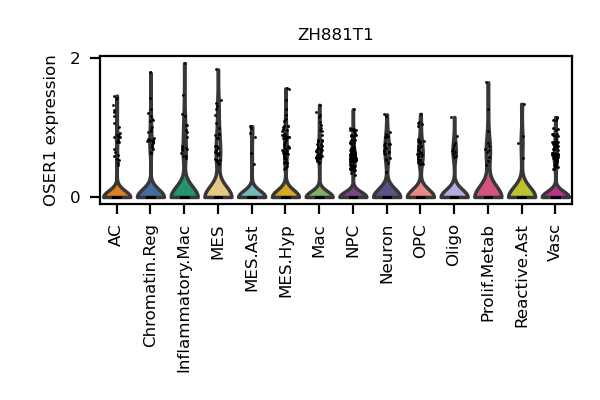 ZH881T1
OSER1 expression
2
0
AC
Chromatin.Reg
Inflammatory.Mac
MES
MES.Ast
MES.Hyp
Mac
NPC
Neuron
OPC
Oligo
Prolif.Metab
Reactive.Ast
Vasc